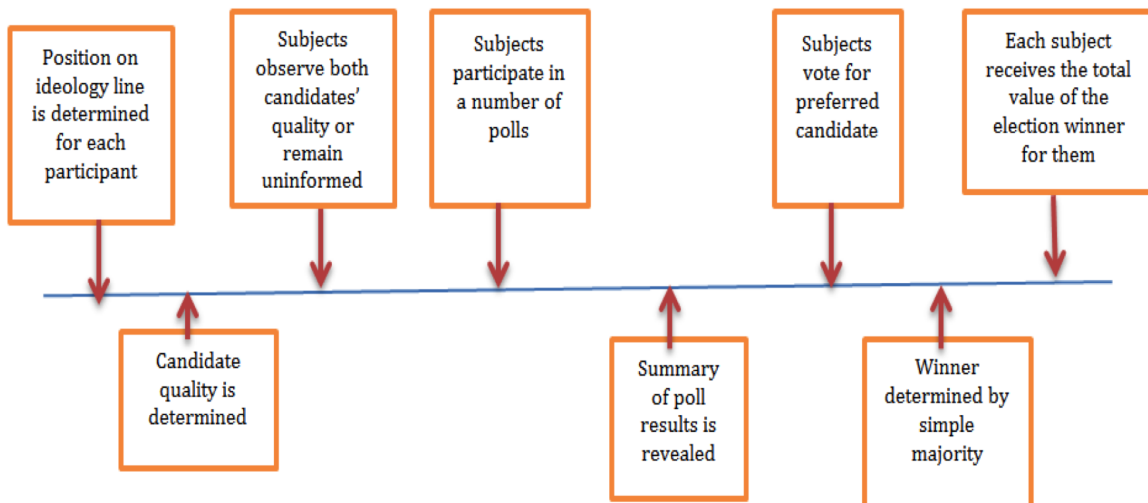 Position on
ideology line
is determined
for each
participant
Candidate
quality is
determined
Subjects
observe both
candidates'
quality or
remain
uninformed
Subjects
participate in
a number of
polls
Summary
of poll
results is
revealed
Subjects
vote for
preferred
candidate
Winner
determined by
simple
majority
Each subject
receives the total
value of the
election winner
for them